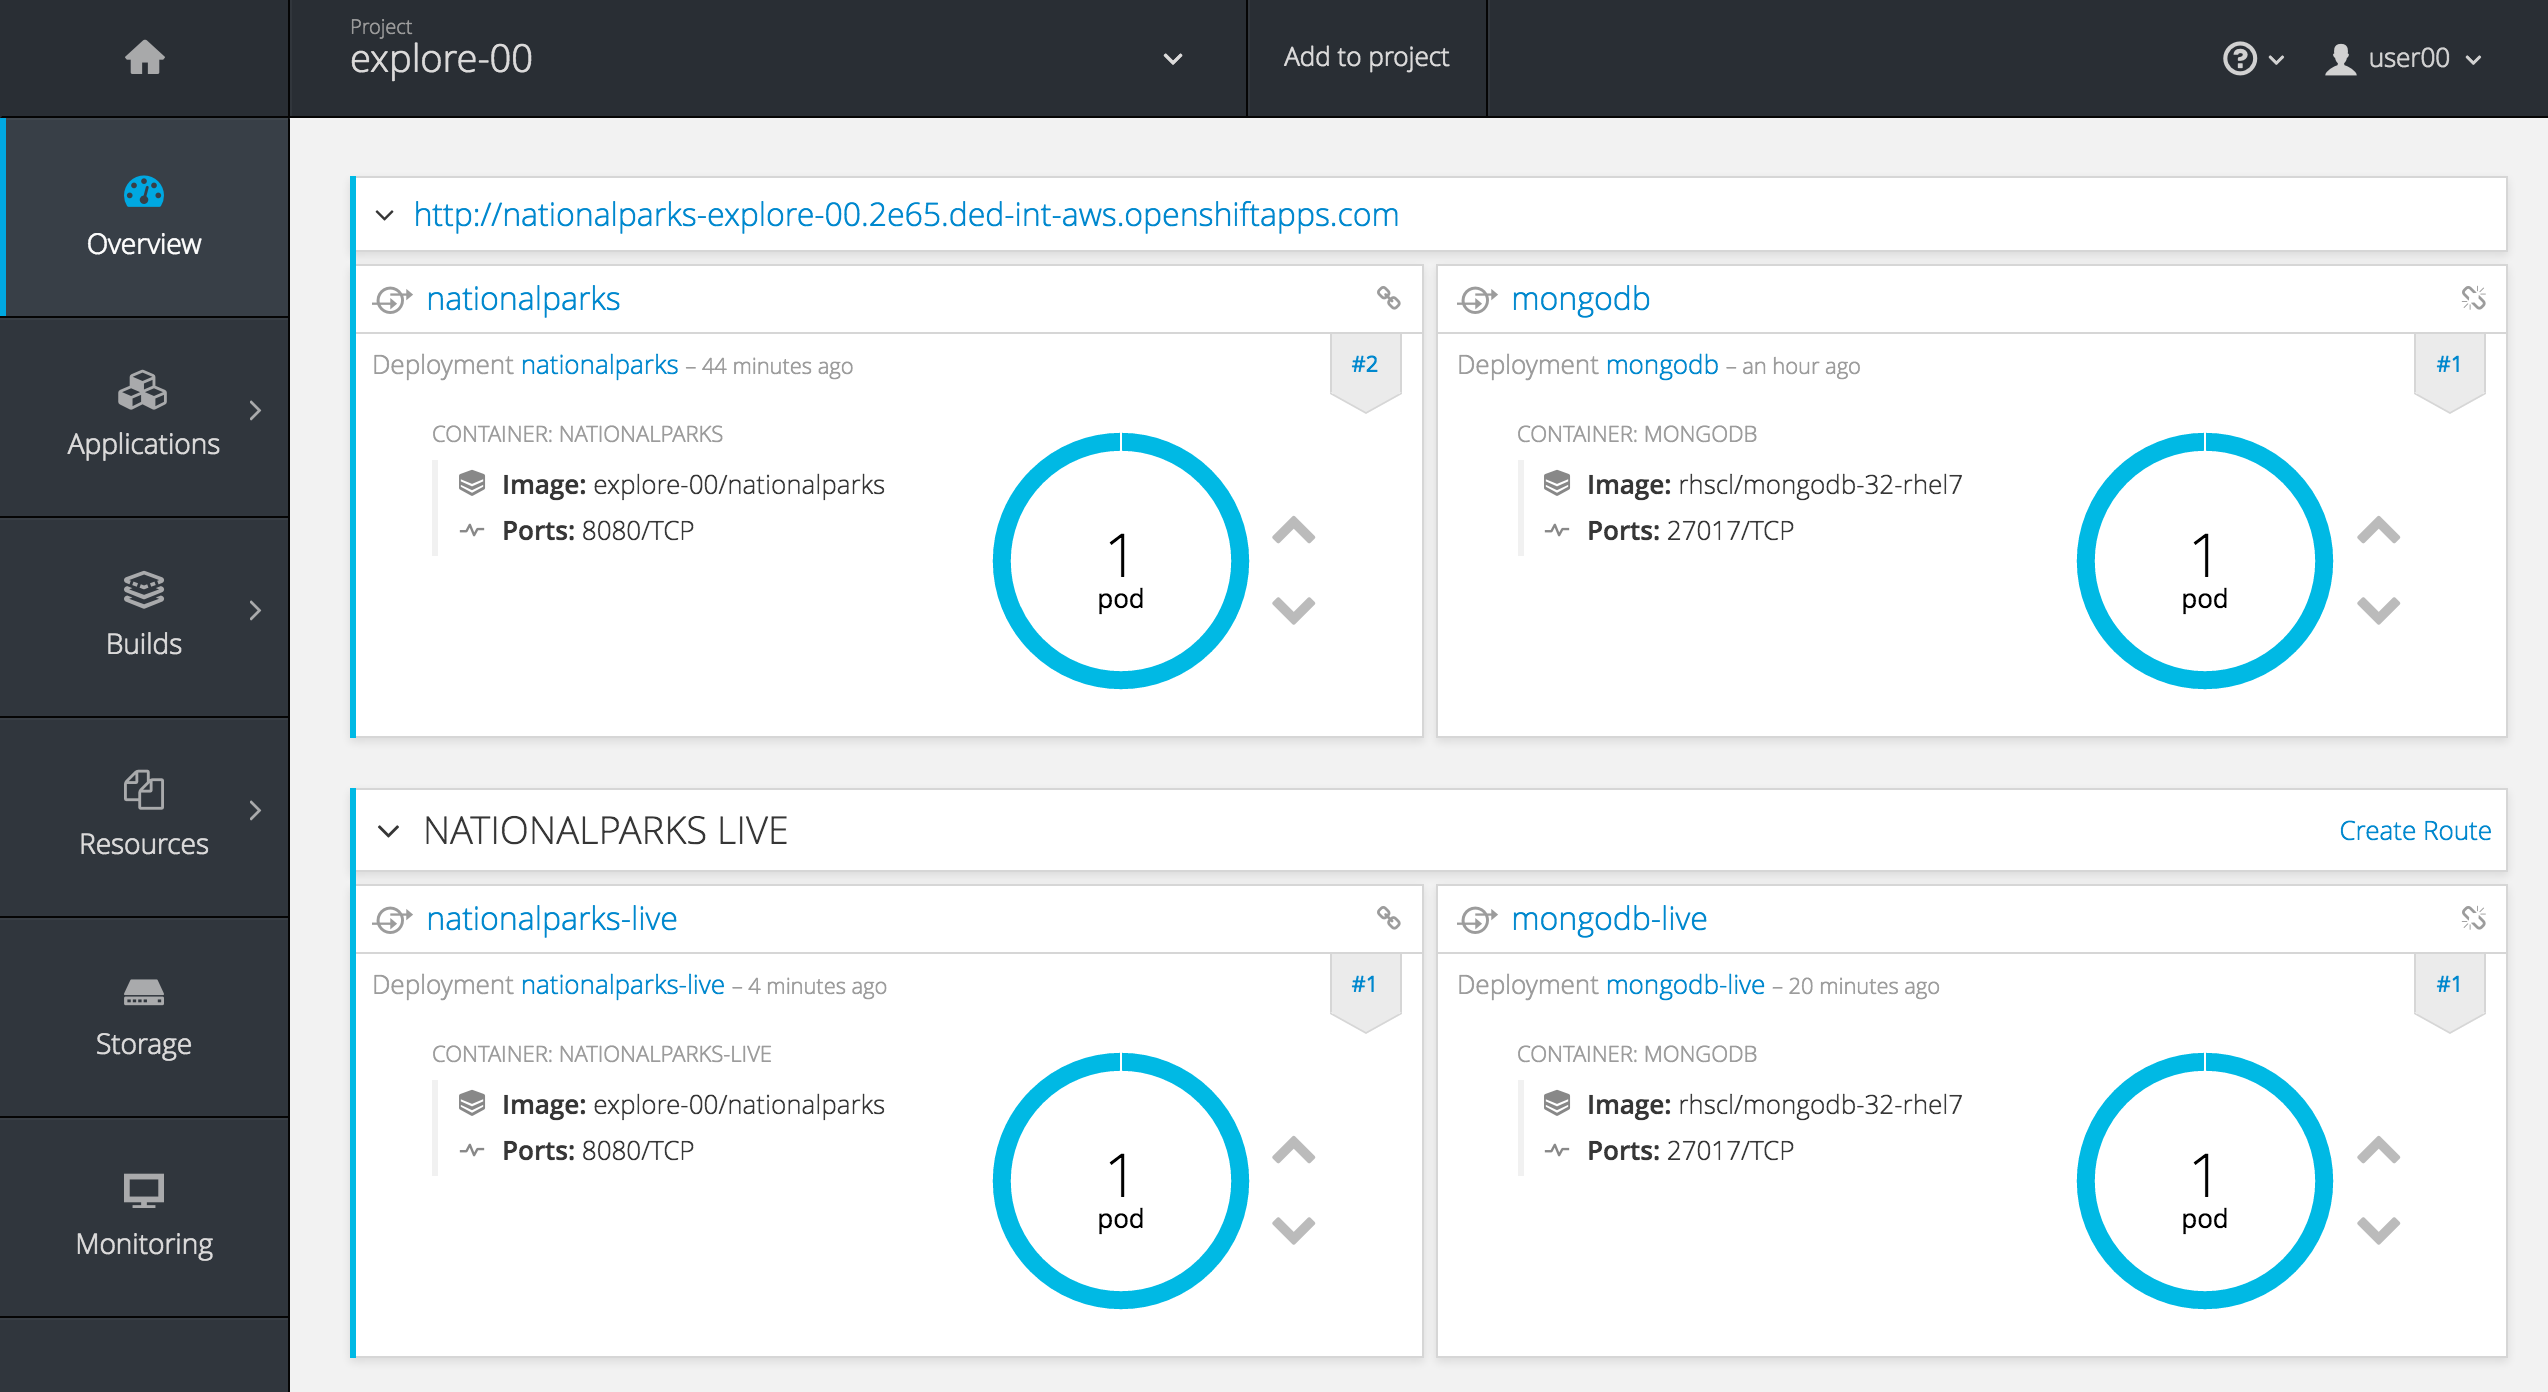 Project
explore-00
Add to project
user00
Overview
Applications
Builds
Resources
Storage
Monitoring
http://nationalparks-explore-00.2e65.ded-int-aws.openshiftapps.com
nationalparks
Deployment nationalparks – 44 minutes ago
#2
CONTAINER: NATIONALPARKS
Image: explore-00/nationalparks
Ports: 8080/TCP
1
pod
mongodb
Deployment mongodb – an hour ago
#1
CONTAINER: MONGODB
Image: rhscl/mongodb-32-rhel7
Ports: 27017/TCP
1
pod
NATIONALPARKS LIVE
Create Route
nationalparks-live
Deployment nationalparks-live – 4 minutes ago
#1
CONTAINER: NATIONALPARKS-LIVE
Image: explore-00/nationalparks
Ports: 8080/TCP
1
pod
mongodb-live
Deployment mongodb-live – 20 minutes ago
#1
CONTAINER: MONGODB
Image: rhscl/mongodb-32-rhel7
Ports: 27017/TCP
1
pod